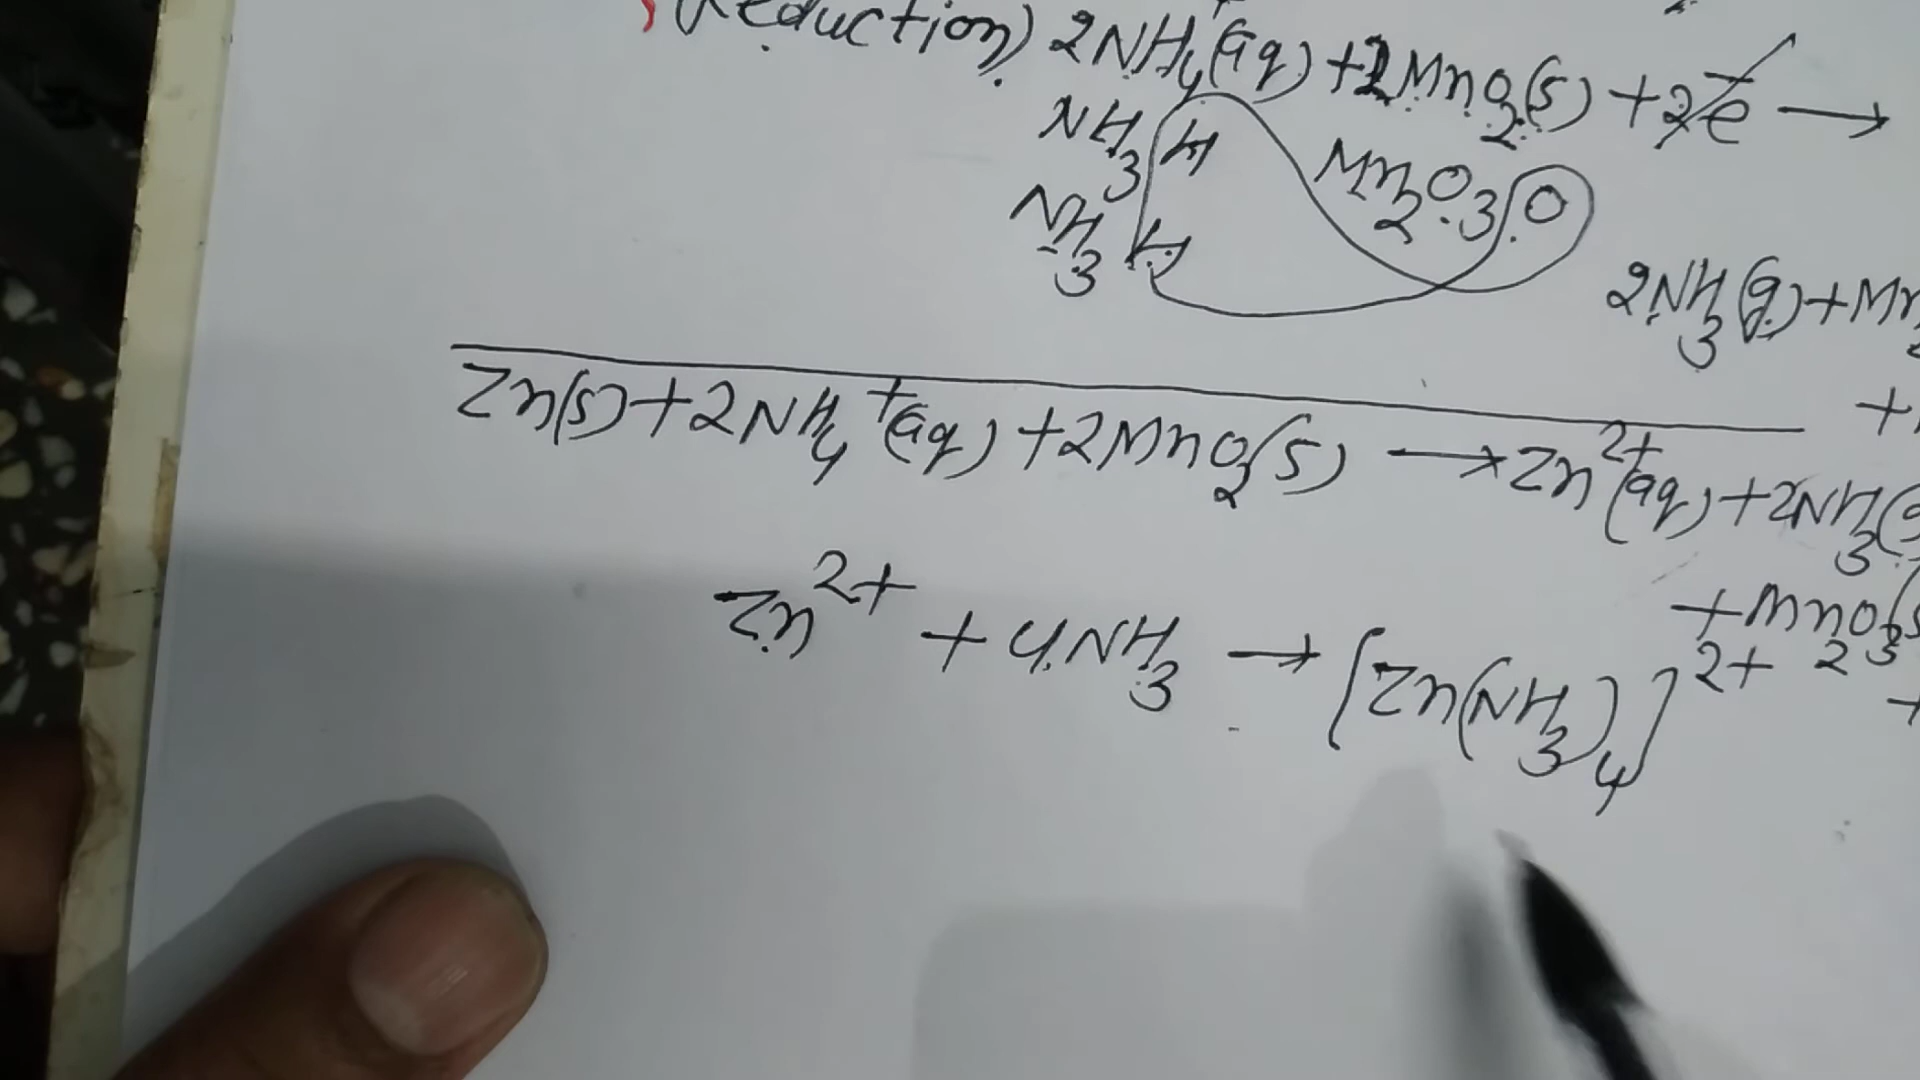 (Reduction) 2NH₄⁺(aq) + 2MnO₂(s) + 2e⁻ →
NH₃ H Mn₂O₃ O
NH₃ H
2NH₃(g) + Mn
+
Zn(s) + 2NH₄⁺(aq) + 2MnO₂(s) → Zn²⁺(aq) + 2NH₃(g
+ Mn₂O₃(s
Zn²⁺ + 4NH₃ → [Zn(NH₃)₄]²⁺
+